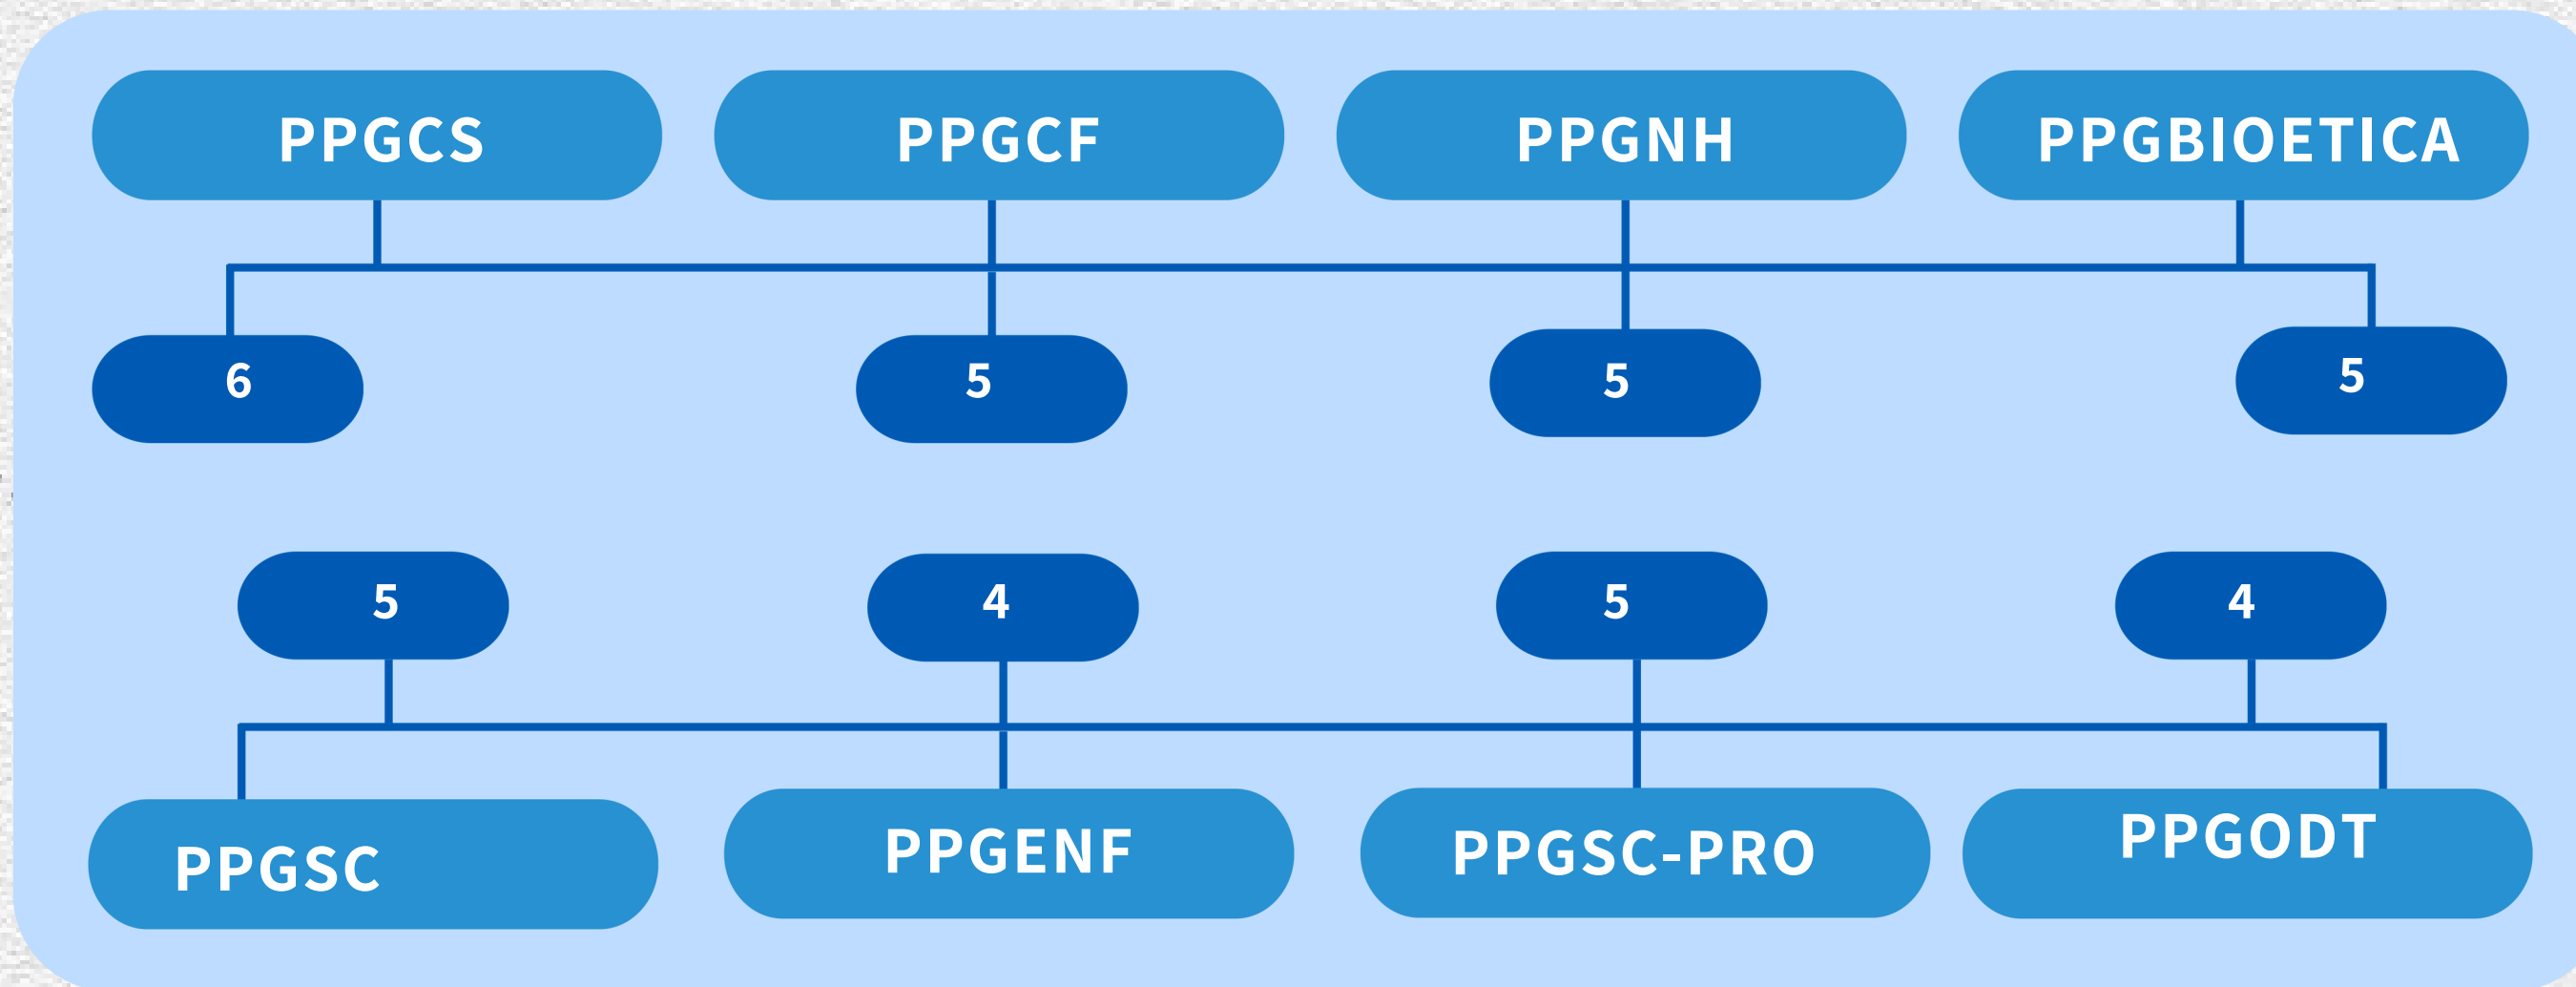 PPGCS
PPGCF
PPGNH
PPGBIOETICA
6
5
5
5
5
4
5
4
PPGSC
PPGENF
PPGSC-PRO
PPGODT